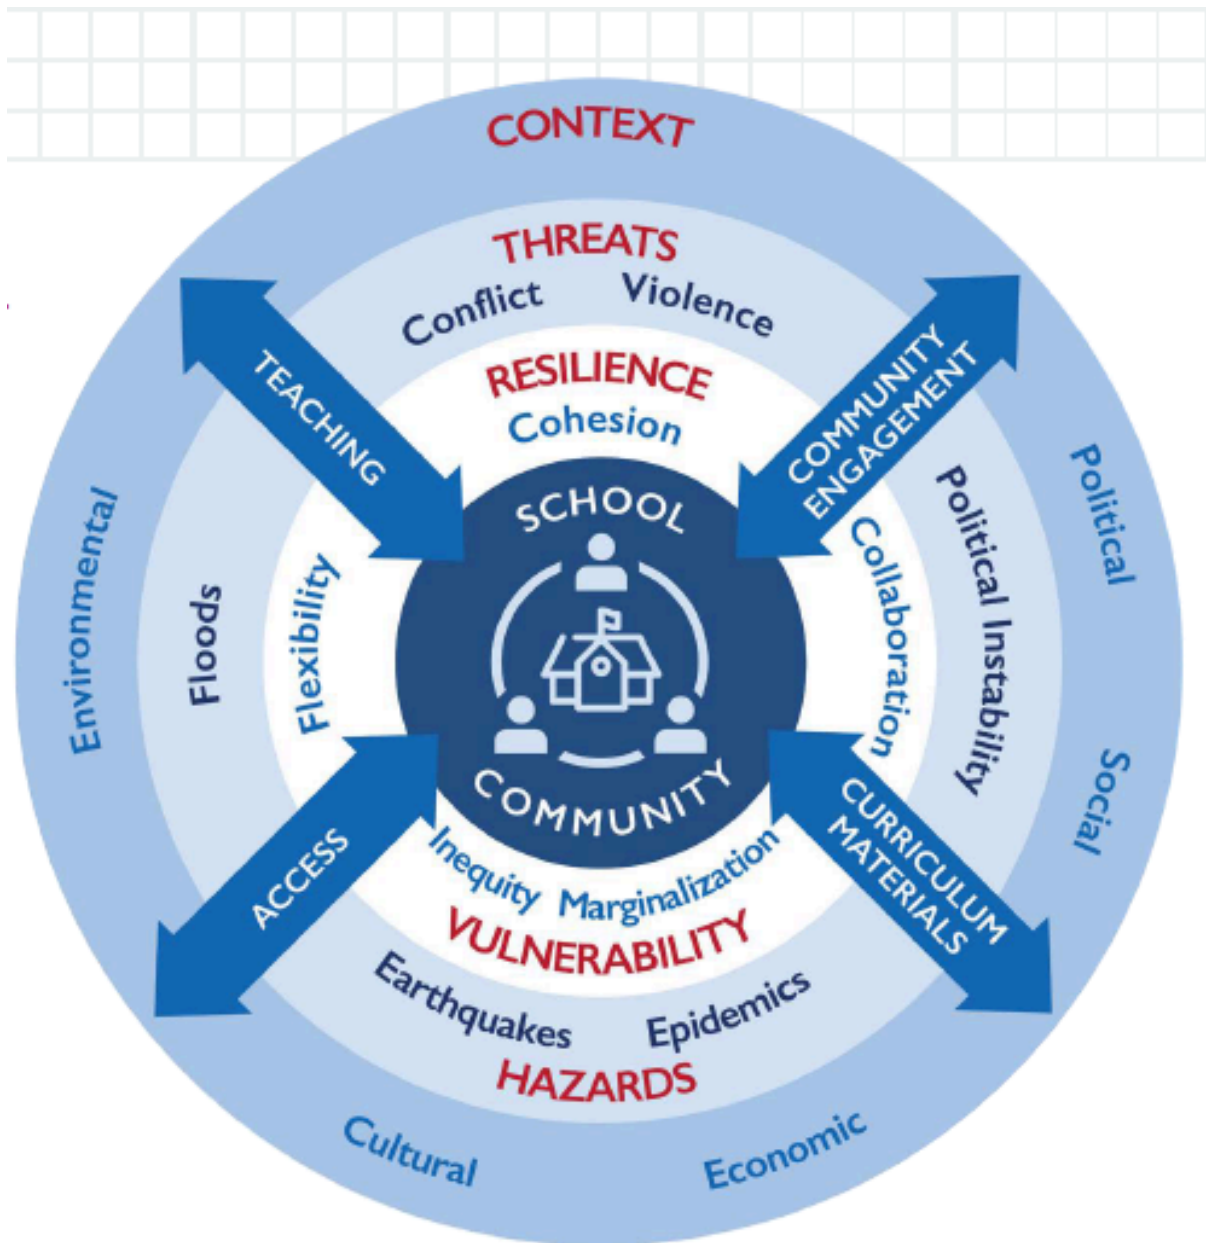 CONTEXT
THREATS
Conflict
Violence
RESILIENCE
Cohesion
TEACHING
COMMUNITY
ENGAGEMENT
SCHOOL
COMMUNITY
Environmental
Floods
Flexibility
Collaboration
Political Instability
Political
Social
ACCESS
CURRICULUM
MATERIALS
Inequity
Marginalization
VULNERABILITY
Earthquakes
Epidemics
HAZARDS
Cultural
Economic